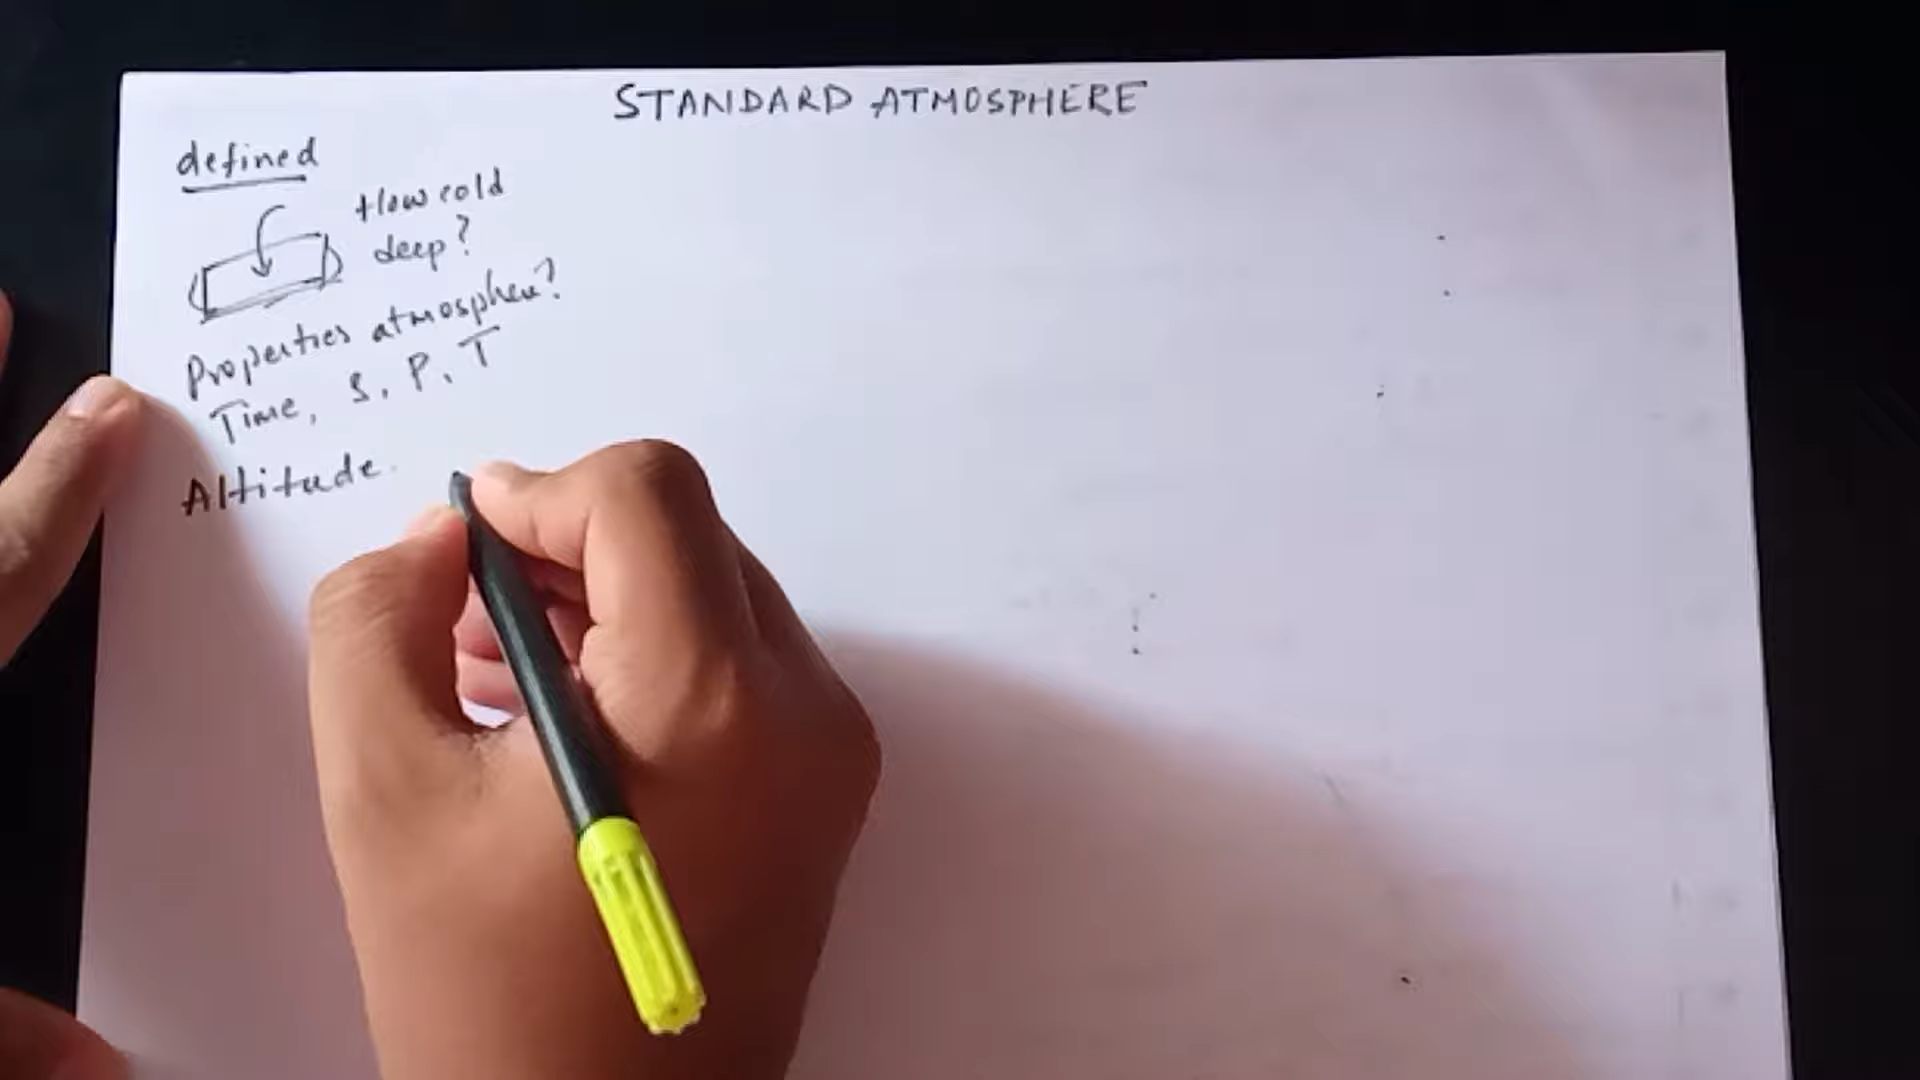 STANDARD ATMOSPHERE
defined
How cold
deep?
Properties atmosphere?
Time, S, P, T
Altitude.